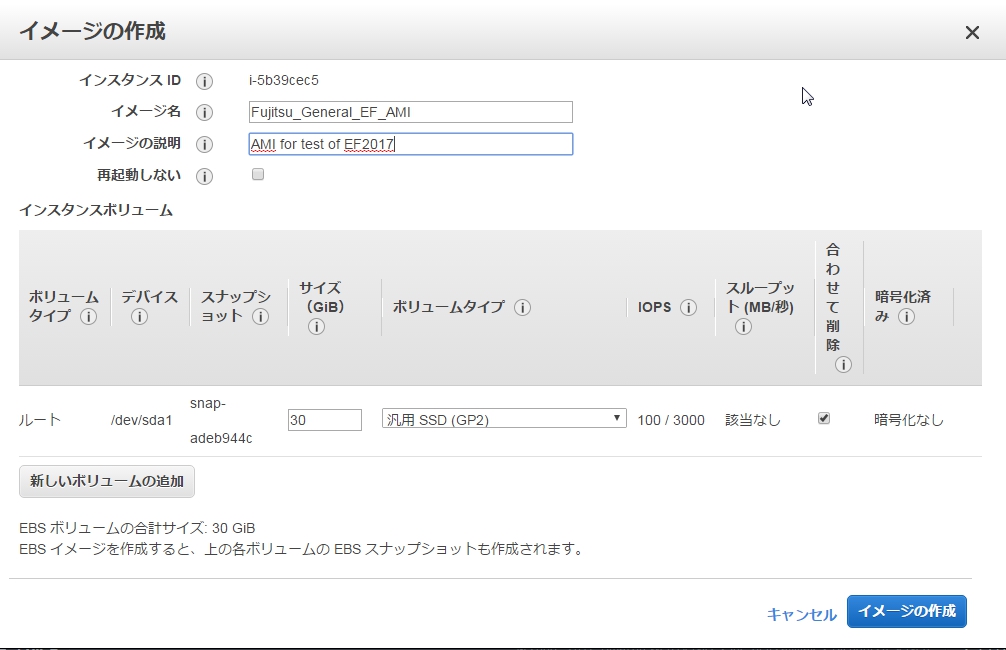 イメージの作成
インスタンス ID i-5b39cec5
イメージ名 Fujitsu_General_EF_AMI
イメージの説明 AMI for test of EF2017
再起動しない
インスタンスボリューム
ボリューム
タイプ
デバイス
スナップシ
ョット
サイズ
（GiB）
ボリュームタイプ
IOPS
スループッ
ト (MB/秒)
合
わ
せ
て
削
除
暗号化済
み
ルート /dev/sda1
snap-
adeb944c
30
汎用 SSD (GP2)
100 / 3000
該当なし
暗号化なし
新しいボリュームの追加
EBS ボリュームの合計サイズ: 30 GiB
EBS イメージを作成すると、上の各ボリュームの EBS スナップショットも作成されます。
キャンセル イメージの作成